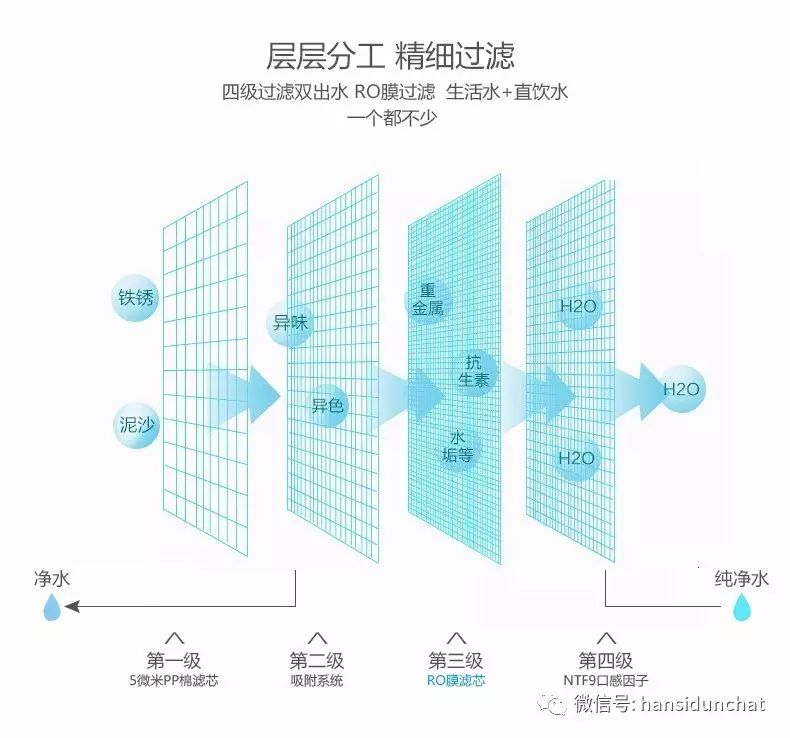 层层分工 精细过滤
四级过滤双出水 RO膜过滤 生活水+直饮水
一个都不少
铁锈
泥沙
异味
异色
重
金属
抗
生素
水
垢等
H2O
H2O
H2O
净水
纯净水
第一级
5微米PP棉滤芯
第二级
吸附系统
第三级
RO膜滤芯
第四级
NTF9口感因子
微信号: hansidunchat